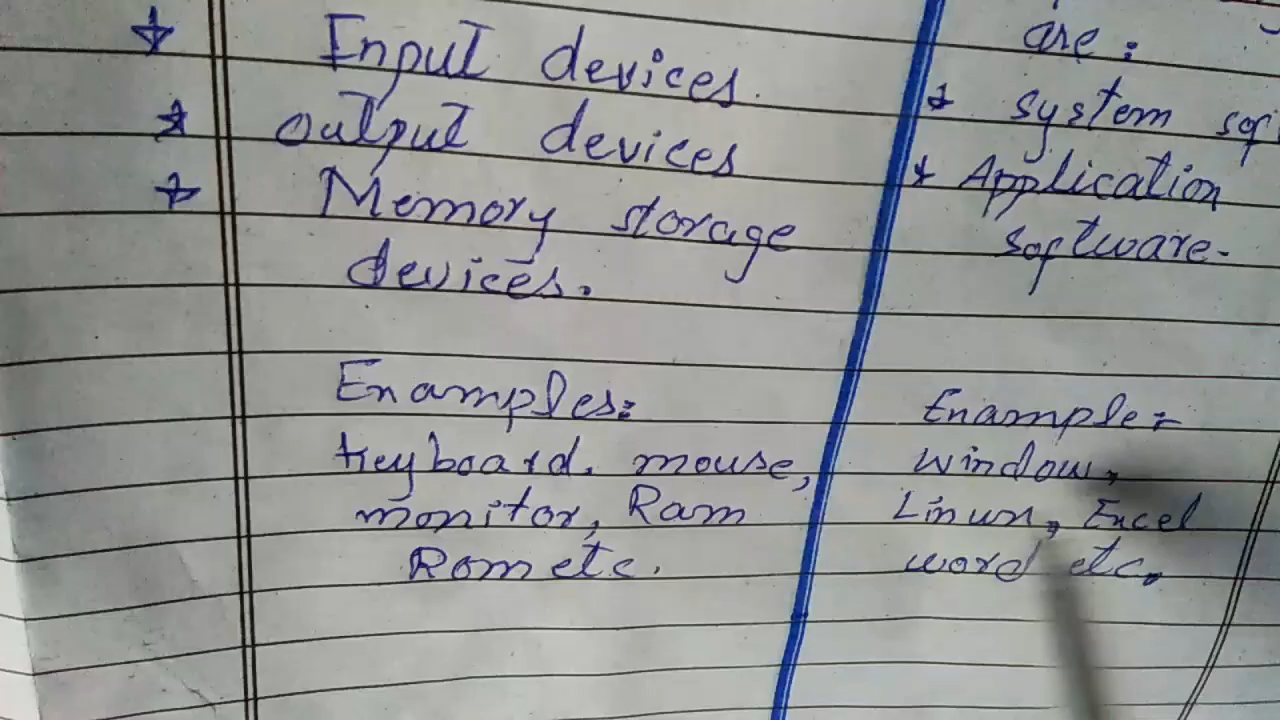 Input devices.
output devices
Memory storage
devices.
Examples:
keyboard, mouse,
monitor, Ram
Rom etc.
are:
* system sof
* Application
software.
Example:
window,
Linux, Excel
word etc.